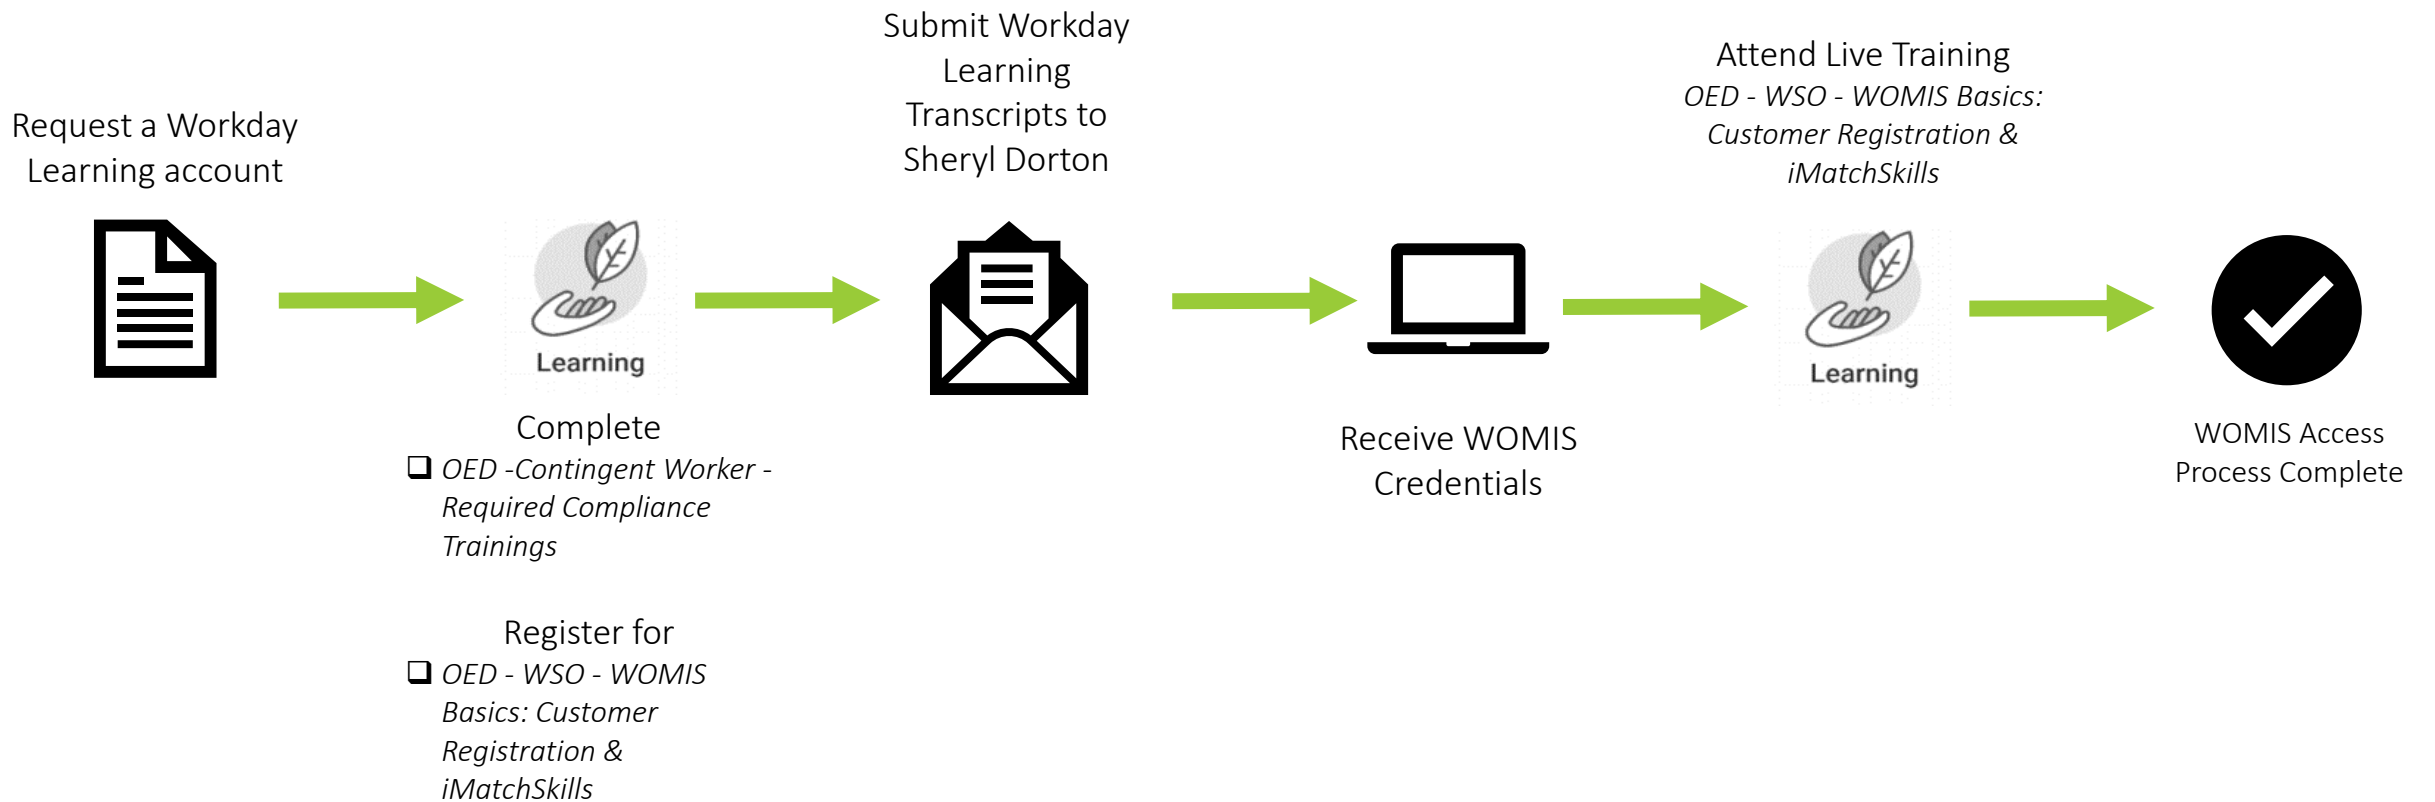 Request a Workday
Learning account
Learning
Complete
❑ OED -Contingent Worker -
Required Compliance
Trainings
Register for
❑ OED - WSO - WOMIS
Basics: Customer
Registration &
iMatchSkills
Submit Workday
Learning
Transcripts to
Sheryl Dorton
Receive WOMIS
Credentials
Attend Live Training
OED - WSO - WOMIS Basics:
Customer Registration &
iMatchSkills
Learning
WOMIS Access
Process Complete